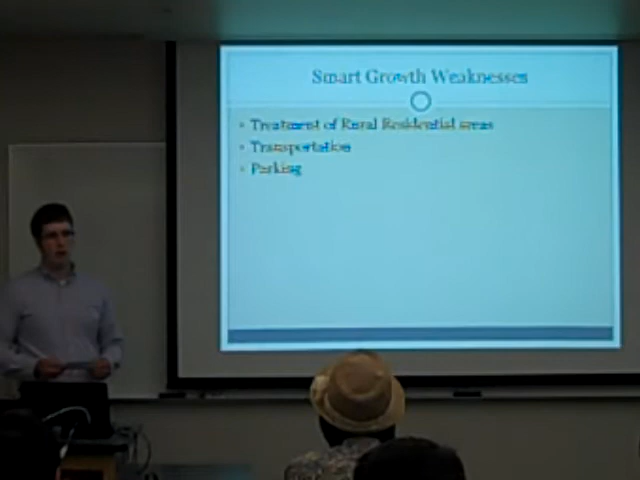 Smart Growth Weaknesses
• Treatment of Rural Residential areas
• Transportation
• Parking